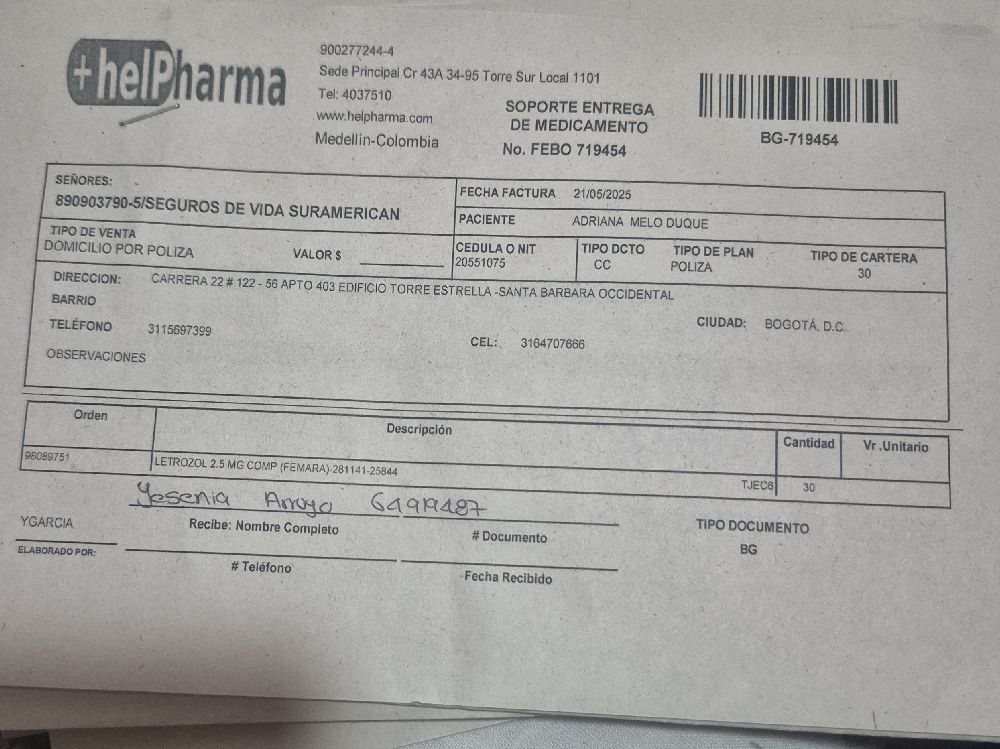 +helPharma
900277244-4
Sede Principal Cr 43A 34-95 Torre Sur Local 1101
Tel: 4037510
www.helpharma.com
Medellín-Colombia
SOPORTE ENTREGA
DE MEDICAMENTO
No. FEBO 719454
BG-719454
SEÑORES:
890903790-5/SEGUROS DE VIDA SURAMERICAN
FECHA FACTURA 21/05/2025
PACIENTE ADRIANA MELO DUQUE
TIPO DE VENTA
DOMICILIO POR POLIZA VALOR $
CEDULA O NIT
20551075
TIPO DCTO
CC
TIPO DE PLAN
POLIZA
TIPO DE CARTERA
30
DIRECCION: CARRERA 22 # 122 - 56 APTO 403 EDIFICIO TORRE ESTRELLA -SANTA BARBARA OCCIDENTAL
BARRIO
CIUDAD: BOGOTÁ, D.C.
TELÉFONO 3115697399
CEL: 3164707666
OBSERVACIONES
Orden Descripción Cantidad Vr .Unitario
98089751 LETROZOL 2.5 MG COMP (FEMARA)-281141-25844 TJEC6 30
Yesenia Arroyo 64919487
YGARCIA Recibe: Nombre Completo # Documento
TIPO DOCUMENTO
BG
ELABORADO POR:
# Teléfono Fecha Recibido